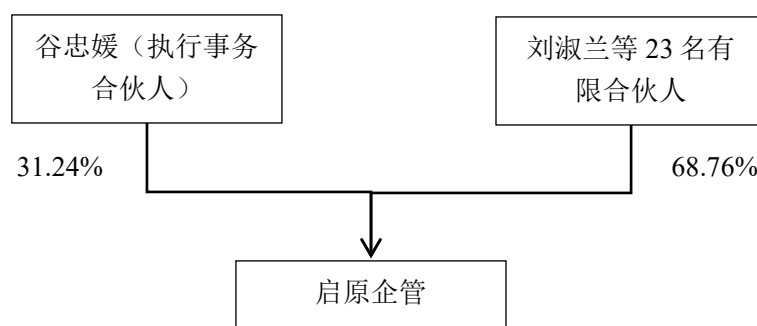 谷忠媛（执行事务
合伙人）
刘淑兰等 23 名有
限合伙人
31.24%
68.76%
启原企管